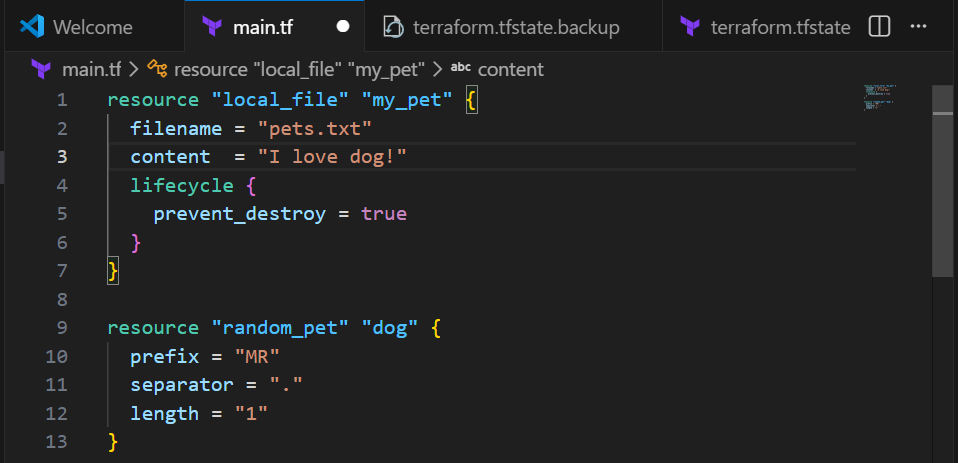 Welcome
main.tf
terraform.tfstate.backup
terraform.tfstate
main.tf > resource "local_file" "my_pet" > abc content
1 resource "local_file" "my_pet" {
2   filename = "pets.txt"
3   content  = "I love dog!"
4   lifecycle {
5     prevent_destroy = true
6   }
7 }
8
9 resource "random_pet" "dog" {
10   prefix = "MR"
11   separator = "."
12   length = "1"
13 }